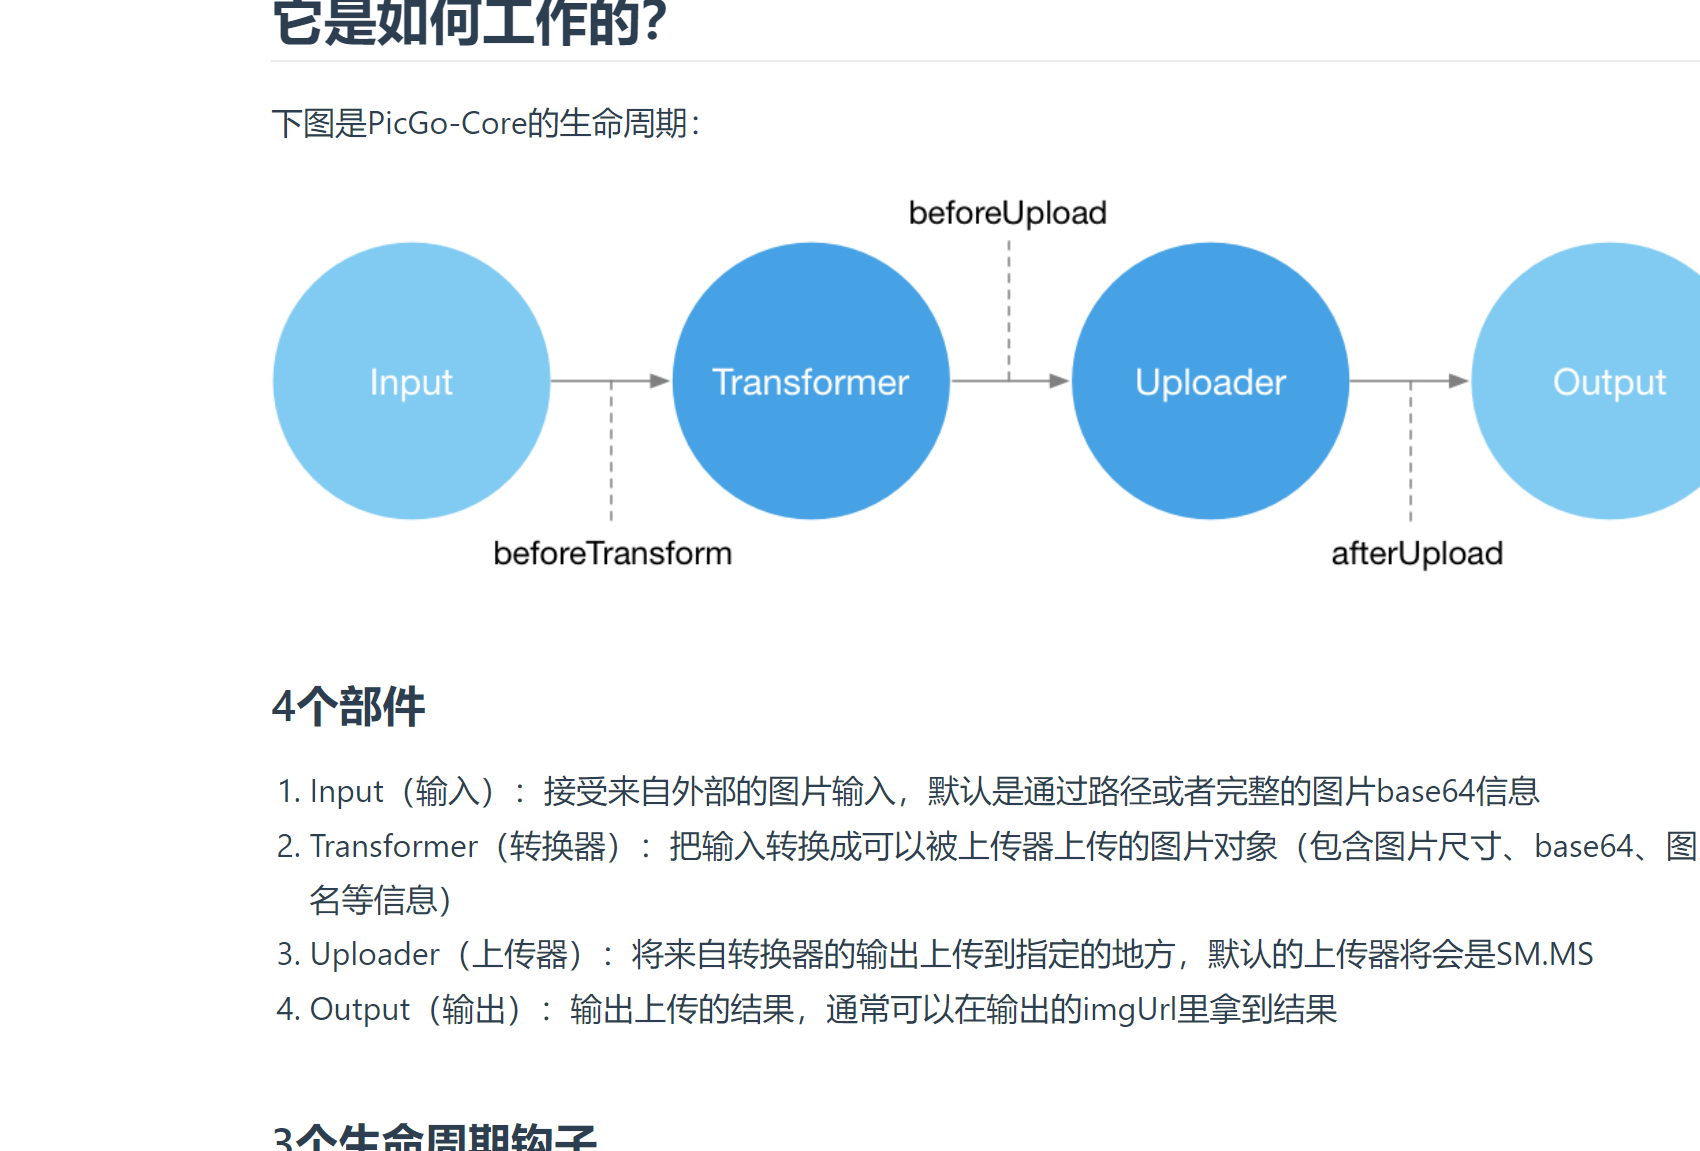 它是如何工作的？
下图是PicGo-Core的生命周期：
beforeUpload
Input
Transformer
Uploader
Output
beforeTransform
afterUpload
4个部件
1. Input（输入）：接受来自外部的图片输入，默认是通过路径或者完整的图片base64信息
2. Transformer（转换器）：把输入转换成可以被上传器上传的图片对象（包含图片尺寸、base64、图
名等信息）
3. Uploader（上传器）：将来自转换器的输出上传到指定的地方，默认的上传器将会是SM.MS
4. Output（输出）：输出上传的结果，通常可以在输出的imgUrl里拿到结果
3个生命周期钩子